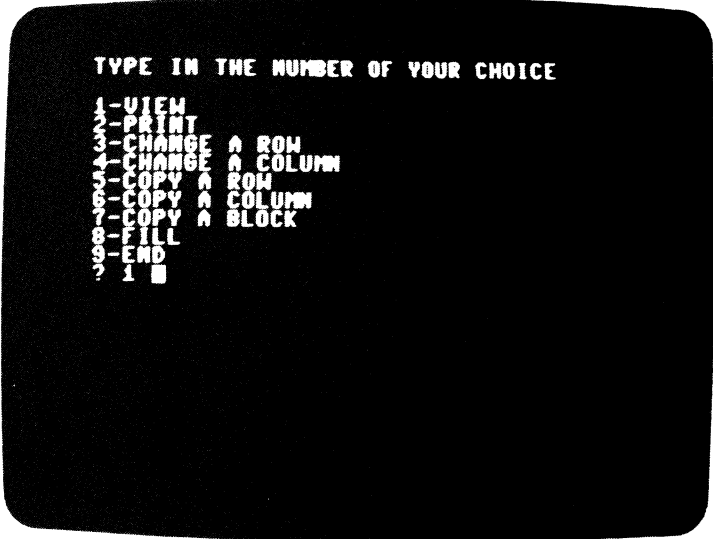 TYPE IN THE NUMBER OF YOUR CHOICE
1-VIEW
2-PRINT
3-CHANGE A ROW
4-CHANGE A COLUMN
5-COPY A ROW
6-COPY A COLUMN
7-COPY A BLOCK
8-FILL
9-END
? 1